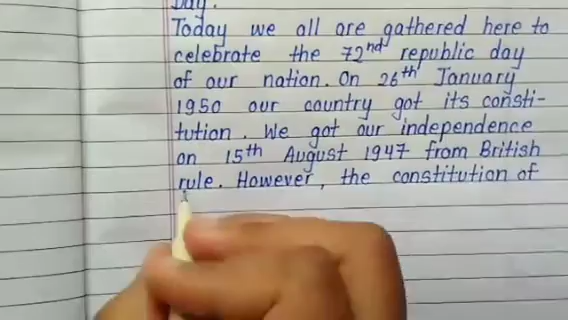 Day.
Today we all are gathered here to
celebrate the 72nd republic day
of our nation. On 26th January
1950 our country got its consti-
tution. We got our independence
on 15th August 1947 from British
rule. However, the constitution of